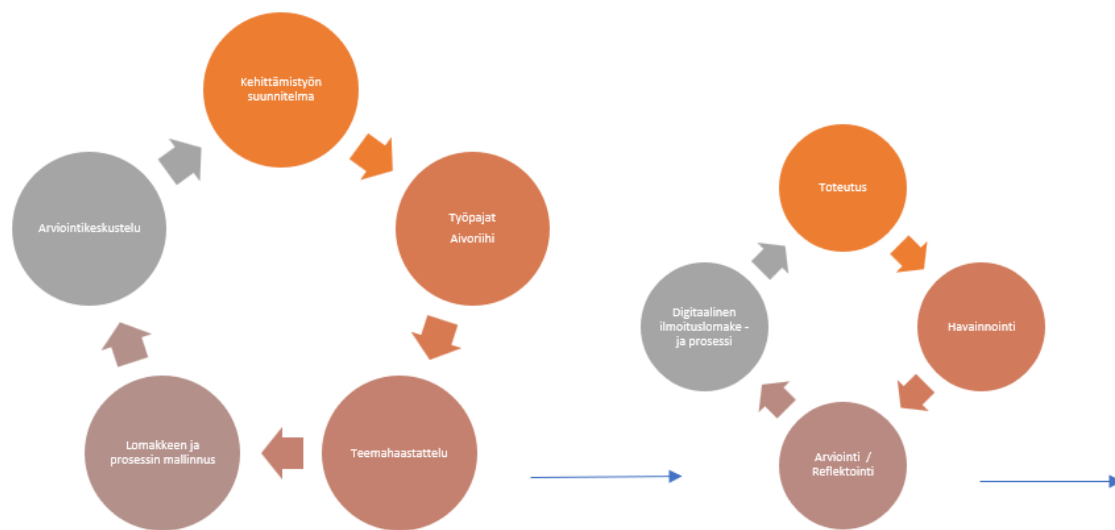 Kehittämistyön
suunnitelma
Työpajat
Aivoriihi
Teemahaastattelu
Lomakkeen ja
prosessin mallinnus
Arviointikeskustelu
Toteutus
Havainnointi
Arviointi /
Reflektointi
Digitaalinen
ilmoituslomake -
ja prosessi